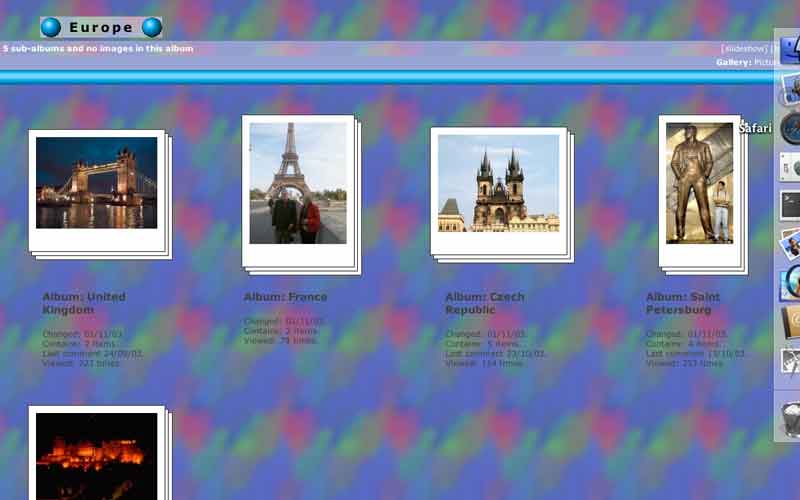 Europe
5 sub-albums and no images in this album
[slideshow]
Gallery:
Safari
Album: United Kingdom
Changed: 01/11/03.
Contains: 2 items.
Last comment 24/09/03.
Viewed: 223 times.
Album: France
Changed: 01/11/03.
Contains: 2 items.
Viewed: 79 times.
Album: Czech Republic
Changed: 01/11/03.
Contains: 5 items.
Last comment 23/10/03.
Viewed: 154 times.
Album: Saint Petersburg
Changed: 01/11/03.
Contains: 4 items.
Last comment 13/10/03.
Viewed: 253 times.